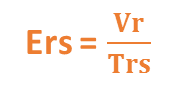 Ers = Vr
Trs